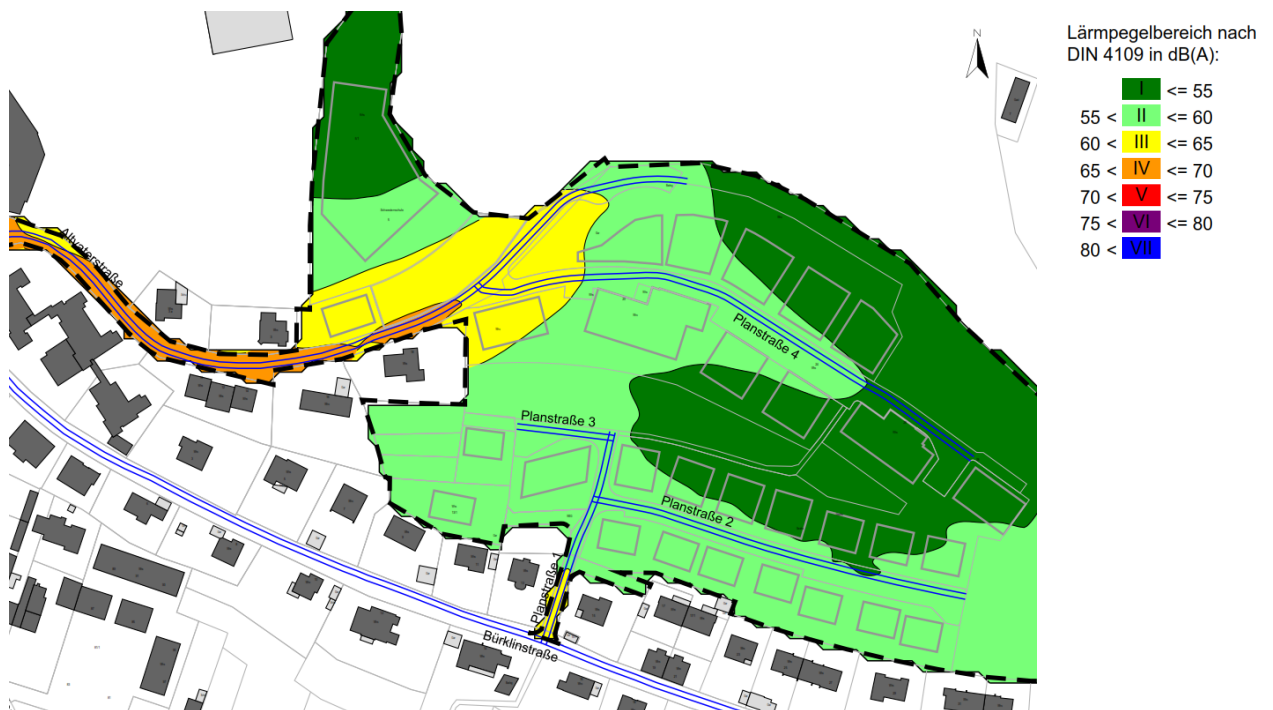 Lärmpegelbereich nach
DIN 4109 in dB(A):
I <= 55
55 < II <= 60
60 < III <= 65
65 < IV <= 70
70 < V <= 75
75 < VI <= 80
80 < VII
N
Altvaterstraße
Planstraße 4
Planstraße 3
Planstraße 2
Planstraße
Bürklinstraße